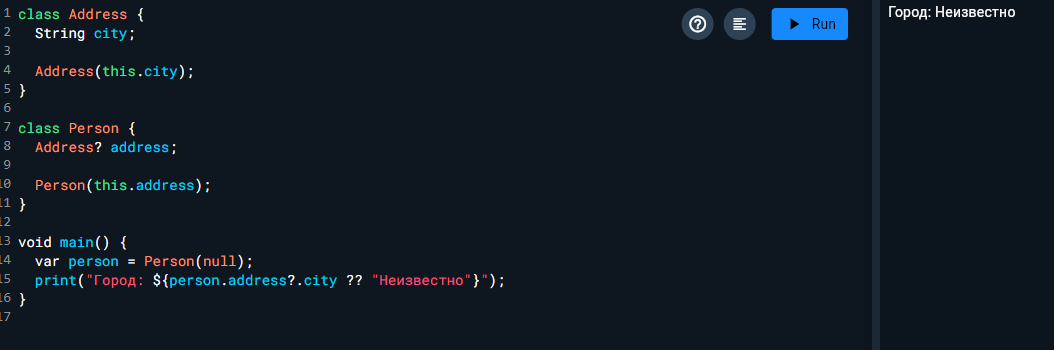 1 class Address {
2   String city;
3
4   Address(this.city);
5 }
6
7 class Person {
8   Address? address;
9
10   Person(this.address);
11 }
12
13 void main() {
14   var person = Person(null);
15   print("Город: ${person.address?.city ?? "Неизвестно"}");
16 }
17
Run
Город: Неизвестно